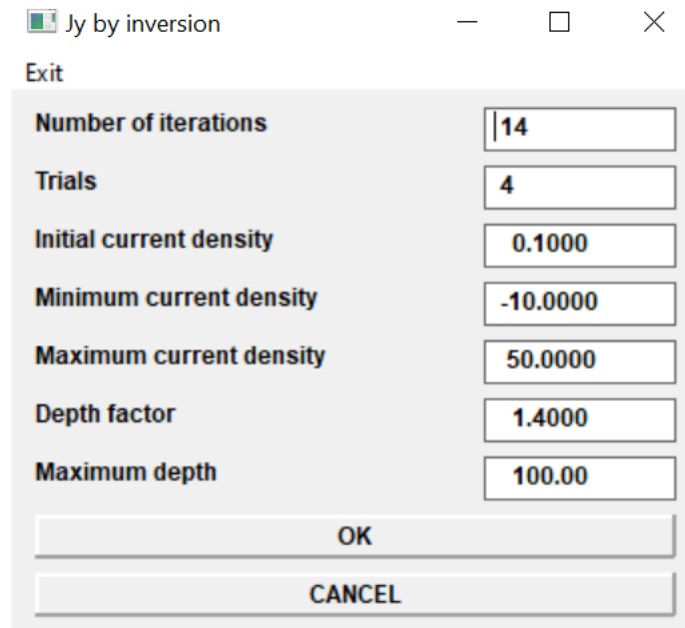 Jy by inversion
Exit
Number of iterations 14
Trials 4
Initial current density 0.1000
Minimum current density -10.0000
Maximum current density 50.0000
Depth factor 1.4000
Maximum depth 100.00
OK
CANCEL